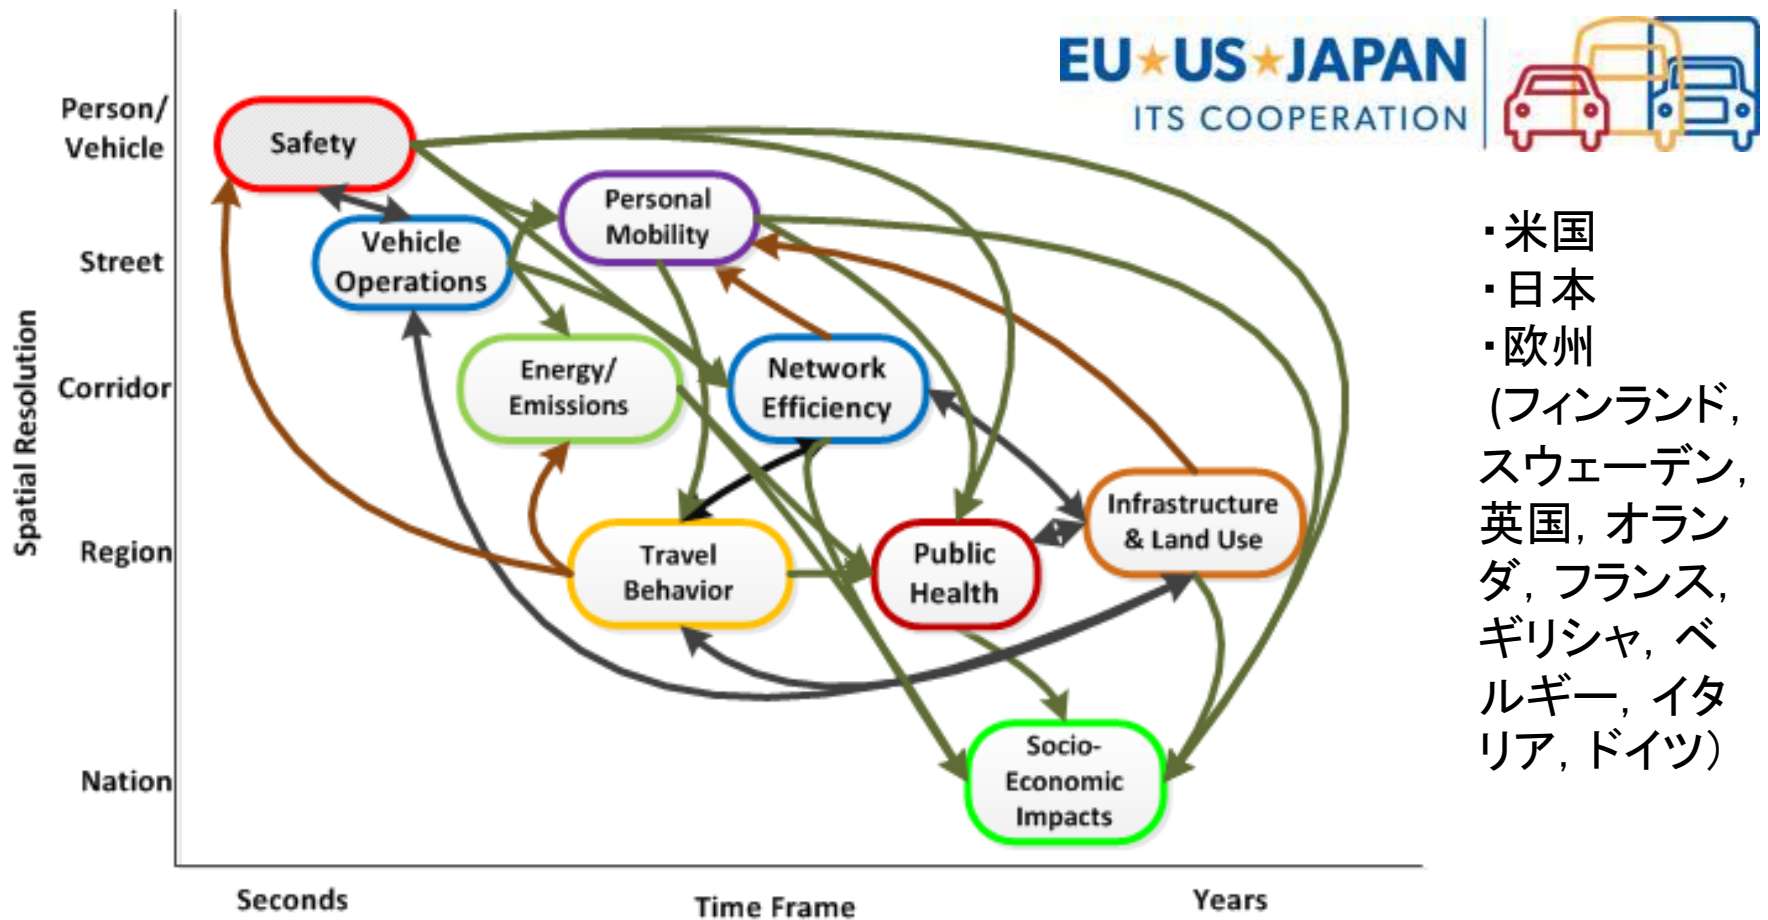 EU★US★JAPAN
ITS COOPERATION
Person/
Vehicle
Street
Corridor
Region
Nation
Spatial Resolution
Safety
Vehicle
Operations
Personal
Mobility
Energy/
Emissions
Network
Efficiency
Travel
Behavior
Public
Health
Infrastructure
& Land Use
Socio-
Economic
Impacts
Seconds
Time Frame
Years
・米国
・日本
・欧州
(フィンランド,
スウェーデン,
英国, オラン
ダ, フランス,
ギリシャ, ベ
ルギー, イタ
リア, ドイツ）